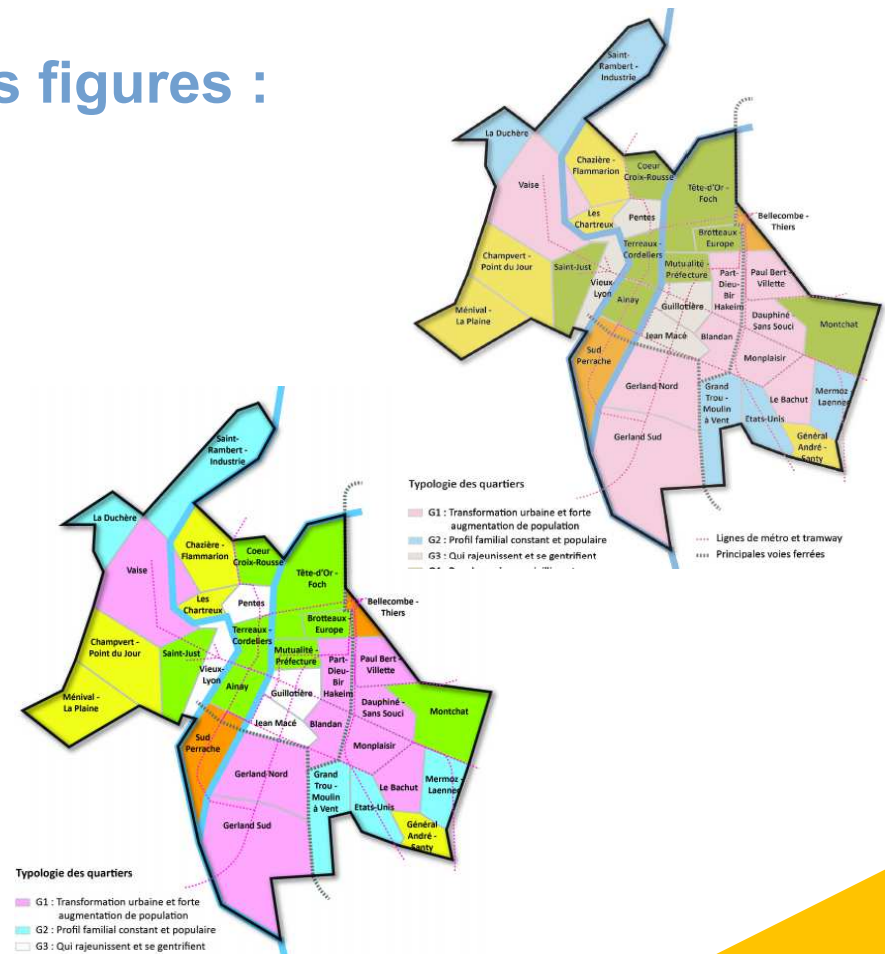 s figures :
Saint-
Rambert -
Industrie
La Duchère
Vaise
Chazière -
Flammarion
Coeur
Croix-Rousse
Tête-d'Or -
Foch
Les
Chartreux
Pentes
Bellecombe -
Thiers
Brotteaux -
Europe
Terreaux -
Cordeliers
Champvert -
Point du Jour
Saint-Just
Mutualité -
Préfecture
Part-
Dieu-
Bir
Hakeim
Paul Bert -
Villette
Vieux-
Lyon
Ainay
Guillotière
Ménival -
La Plaine
Dauphiné -
Sans Souci
Montchat
Jean Macé
Blandan
Sud
Perrache
Monplaisir
Gerland Nord
Grand
Trou -
Moulin
à Vent
Etats-Unis
Le Bachut
Mermoz -
Laennec
Gerland Sud
Général
André -
Santy
Typologie des quartiers
G1 : Transformation urbaine et forte
augmentation de population
G2 : Profil familial constant et populaire
G3 : Qui rajeunissent et se gentrifient
Lignes de métro et tramway
Principales voies ferrées
Saint-
Rambert -
Industrie
La Duchère
Vaise
Chazière -
Flammarion
Coeur
Croix-Rousse
Tête-d'Or -
Foch
Les
Chartreux
Pentes
Bellecombe -
Thiers
Brotteaux -
Europe
Terreaux -
Cordeliers
Champvert -
Point du Jour
Saint-Just
Mutualité -
Préfecture
Part-
Dieu-
Bir
Hakeim
Paul Bert -
Villette
Vieux-
Lyon
Ainay
Guillotière
Ménival -
La Plaine
Dauphiné -
Sans Souci
Montchat
Jean Macé
Blandan
Sud
Perrache
Monplaisir
Gerland Nord
Grand
Trou -
Moulin
à Vent
Etats-Unis
Le Bachut
Mermoz -
Laennec
Gerland Sud
Général
André -
Santy
Typologie des quartiers
G1 : Transformation urbaine et forte
augmentation de population
G2 : Profil familial constant et populaire
G3 : Qui rajeunissent et se gentrifient